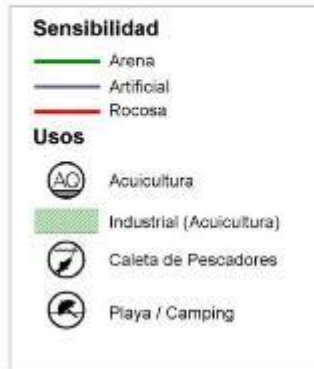 Sensibilidad
Arena
Artificial
Rocosa
Usos
AQ Acuicultura
Industrial (Acuicultura)
Caleta de Pescadores
Playa / Camping